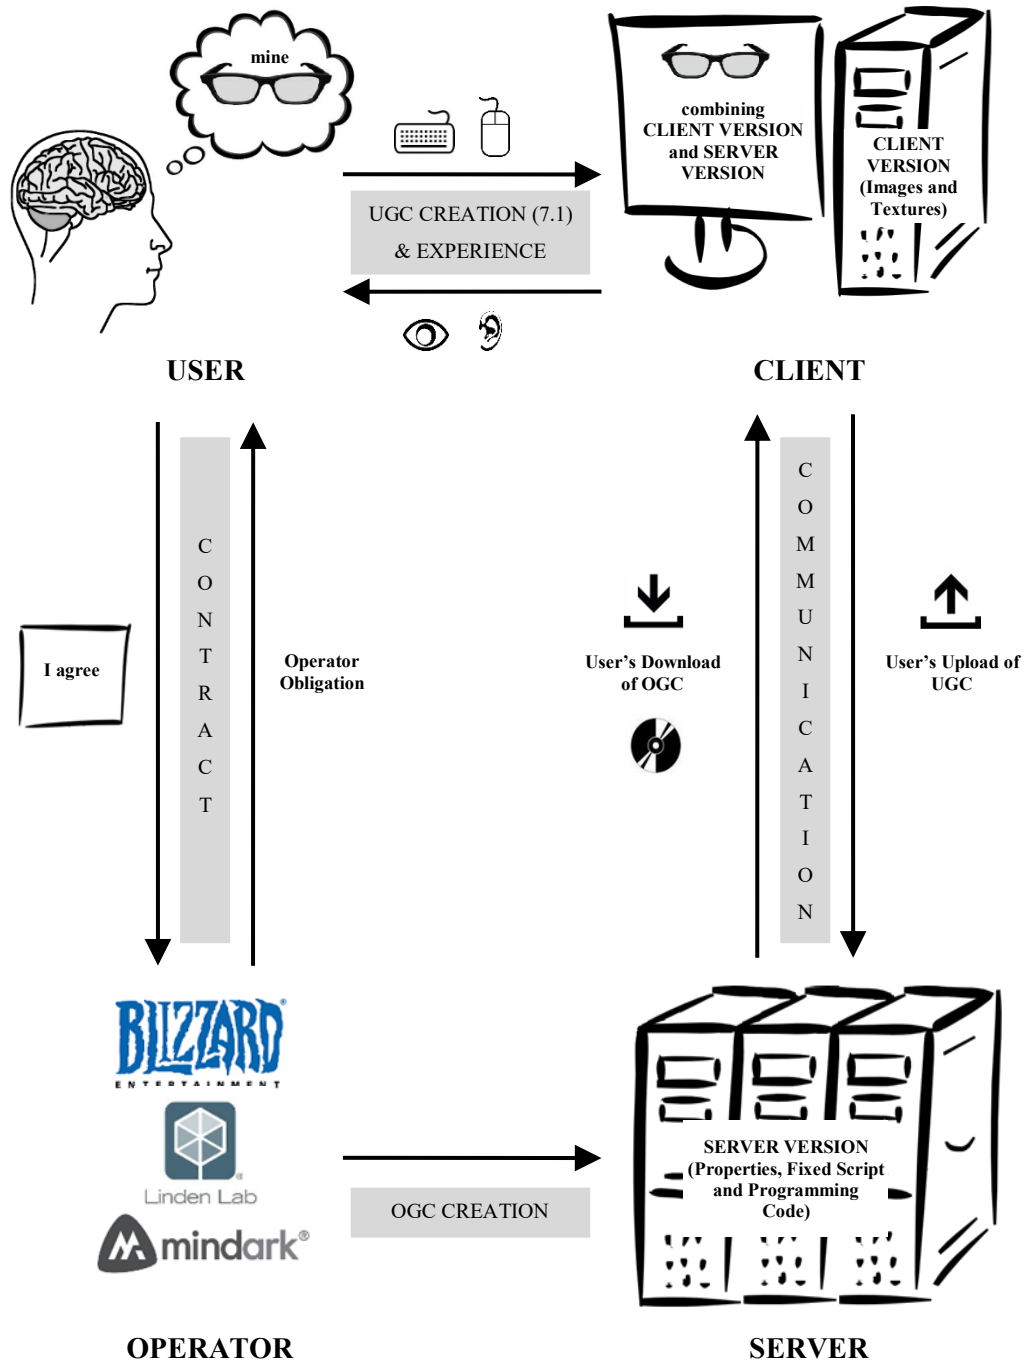 mine
combining
CLIENT VERSION
and SERVER
VERSION
CLIENT
VERSION
(Images and
Textures)
UGC CREATION (7.1)
& EXPERIENCE
USER
CLIENT
C
O
N
T
R
A
C
T
I agree
Operator
Obligation
C
O
M
M
U
N
I
C
A
T
I
O
N
User’s Download
of OGC
User’s Upload of
UGC
BLIZZARD®
ENTERTAINMENT
Linden Lab®
mindark®
OGC CREATION
SERVER VERSION
(Properties, Fixed Script
and Programming
Code)
OPERATOR
SERVER